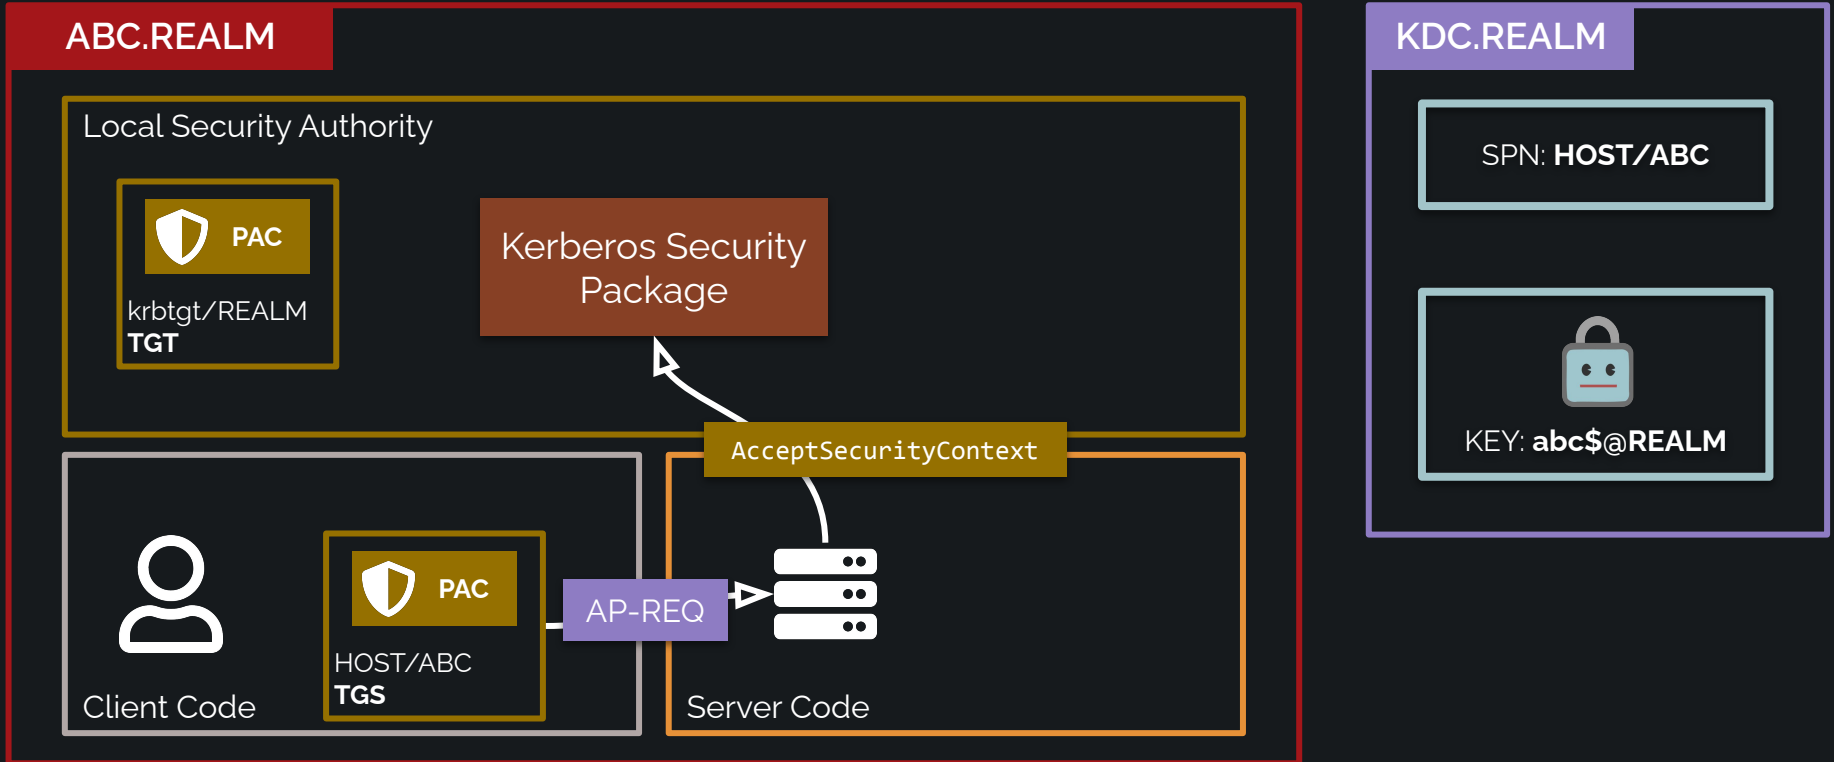 ABC.REALM
Local Security Authority
PAC
krbtgt/REALM
TGT
Kerberos Security
Package
AcceptSecurityContext
PAC
HOST/ABC
TGS
Client Code
AP-REQ
Server Code
KDC.REALM
SPN: HOST/ABC
KEY: abc$@REALM